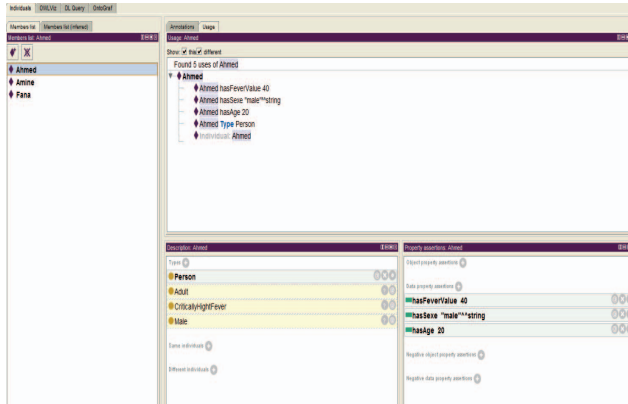 Individuals OWLViz DL Query OntoGraf
Members list Members list (inferred)
Members list: Ahmed
Ahmed
Amine
Fana
Annotations Usage
Usage: Ahmed
Show: this different
Found 5 uses of Ahmed
Ahmed
Ahmed hasFeverValue 40
Ahmed hasSexe "male"^^string
Ahmed hasAge 20
Ahmed Type Person
Individual: Ahmed
Description: Ahmed
Types
Person
Adult
CriticallyHightFever
Male
Same individuals
Different individuals
Property assertions: Ahmed
Object property assertions
Data property assertions
hasFeverValue 40
hasSexe "male"^^string
hasAge 20
Negative object property assertions
Negative data property assertions